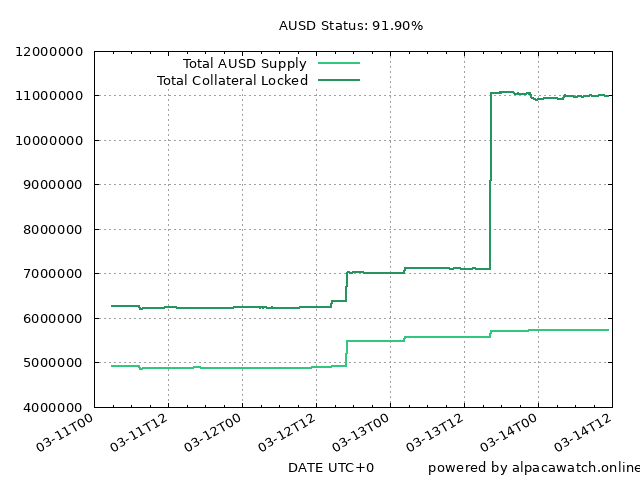 AUSD Status: 91.90%
Total AUSD Supply
Total Collateral Locked
12000000
11000000
10000000
9000000
8000000
7000000
6000000
5000000
4000000
03-11T00
03-11T12
03-12T00
03-12T12
03-13T00
03-13T12
03-14T00
03-14T12
DATE UTC+0
powered by alpacawatch.online